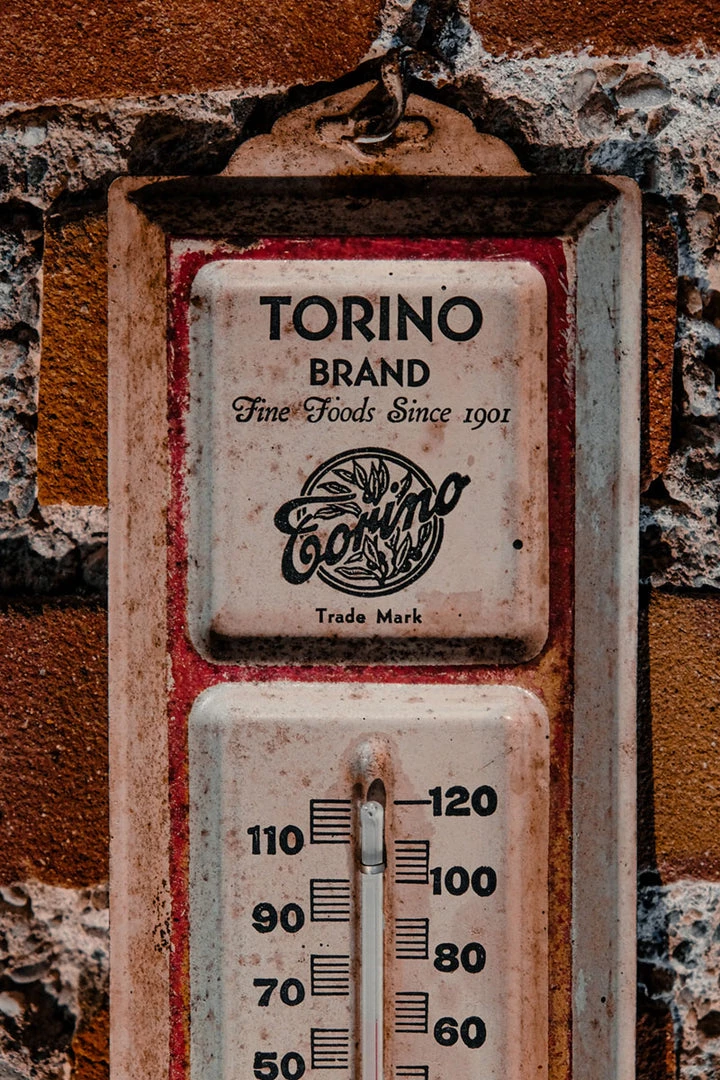 TORINO
BRAND
Fine Foods Since 1901
Torino
Trade Mark
120
110
100
90
80
70
60
50